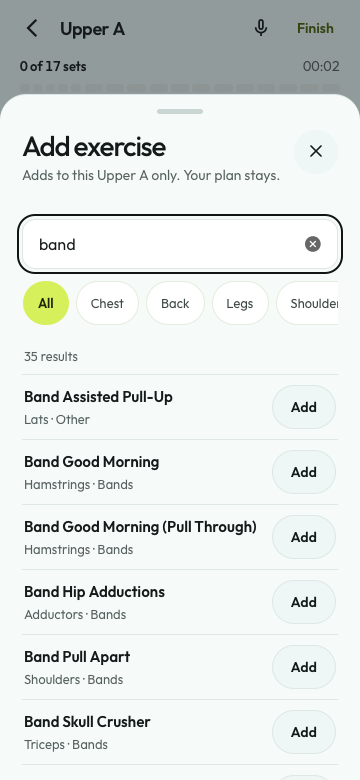 Upper A
Finish
0 of 17 sets
00:02
Add exercise
Adds to this Upper A only. Your plan stays.
band
All
Chest
Back
Legs
Shoulder
35 results
Band Assisted Pull-Up
Lats · Other
Add
Band Good Morning
Hamstrings · Bands
Add
Band Good Morning (Pull Through)
Hamstrings · Bands
Add
Band Hip Adductions
Adductors · Bands
Add
Band Pull Apart
Shoulders · Bands
Add
Band Skull Crusher
Triceps · Bands
Add